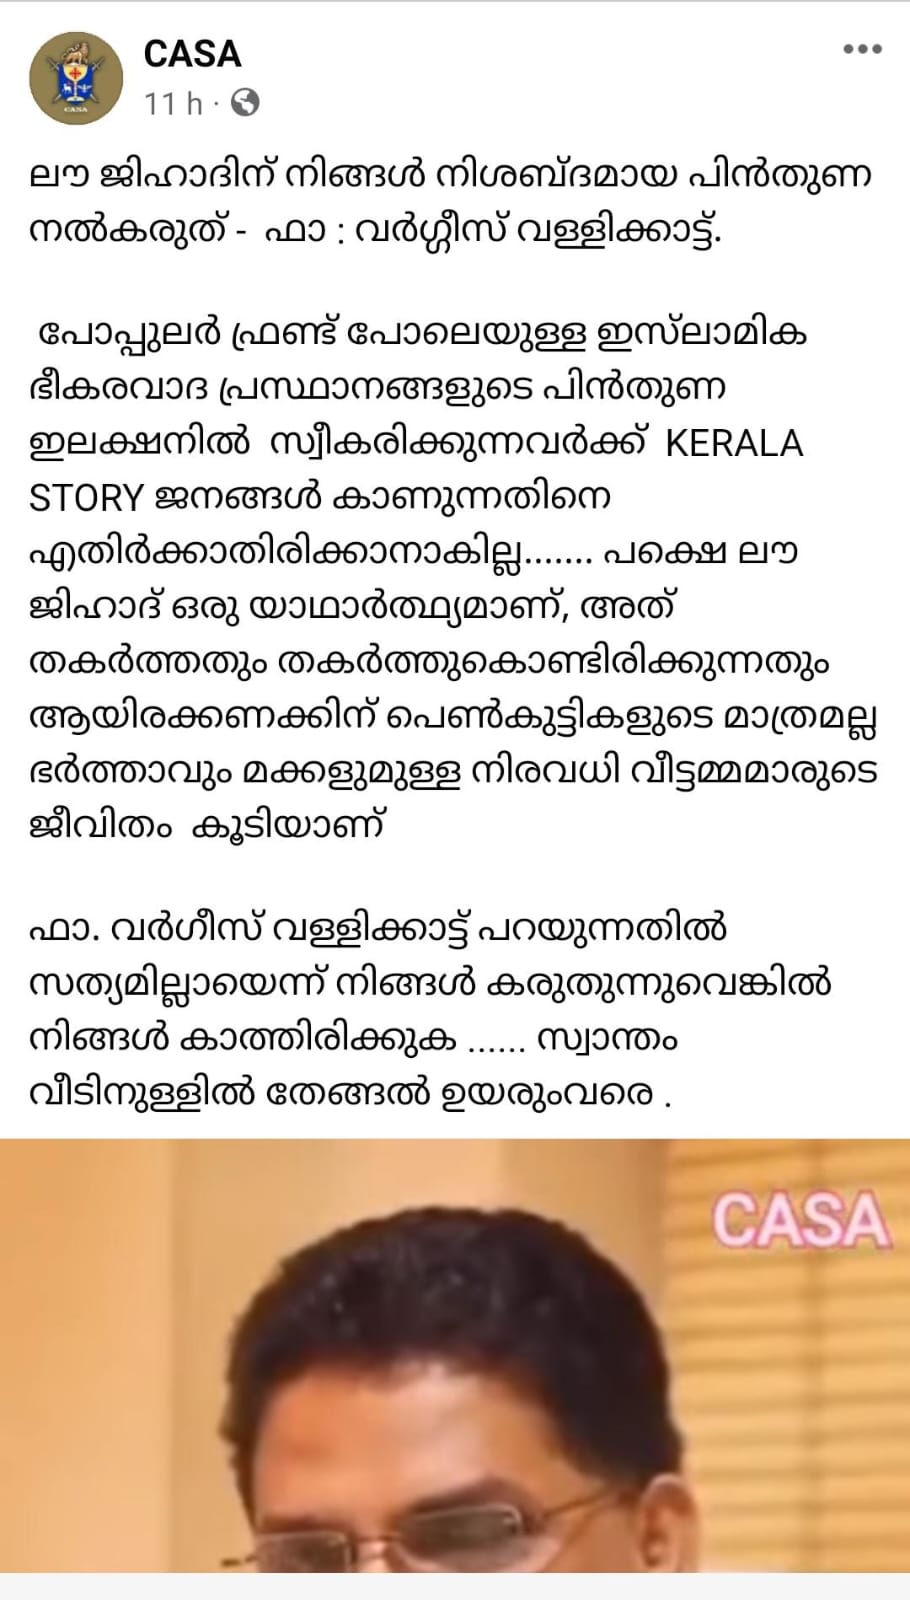 CASA
11 h ·
ലൗ ജിഹാദിന് നിങ്ങൾ നിശബ്ദമായ പിൻതുണ
നൽകരുത് - ഫാ : വർഗ്ഗീസ് വള്ളിക്കാട്ട്.
പോപ്പുലർ ഫ്രണ്ട് പോലെയുള്ള ഇസ്ലാമിക
ഭീകരവാദ പ്രസ്ഥാനങ്ങളുടെ പിൻതുണ
ഇലക്ഷനിൽ സ്വീകരിക്കുന്നവർക്ക് KERALA
STORY ജനങ്ങൾ കാണുന്നതിനെ
എതിർക്കാതിരിക്കാനാകില്ല....... പക്ഷെ ലൗ
ജിഹാദ് ഒരു യാഥാർത്ഥ്യമാണ്, അത്
തകർത്തതും തകർത്തുകൊണ്ടിരിക്കുന്നതും
ആയിരക്കണക്കിന് പെൺകുട്ടികളുടെ മാത്രമല്ല
ഭർത്താവും മക്കളുമുള്ള നിരവധി വീട്ടമ്മമാരുടെ
ജീവിതം കൂടിയാണ്
ഫാ. വർഗീസ് വള്ളിക്കാട്ട് പറയുന്നതിൽ
സത്യമില്ലായെന്ന് നിങ്ങൾ കരുതുന്നുവെങ്കിൽ
നിങ്ങൾ കാത്തിരിക്കുക ...... സ്വാന്തം
വീടിനുള്ളിൽ തേങ്ങൽ ഉയരുംവരെ .
CASA